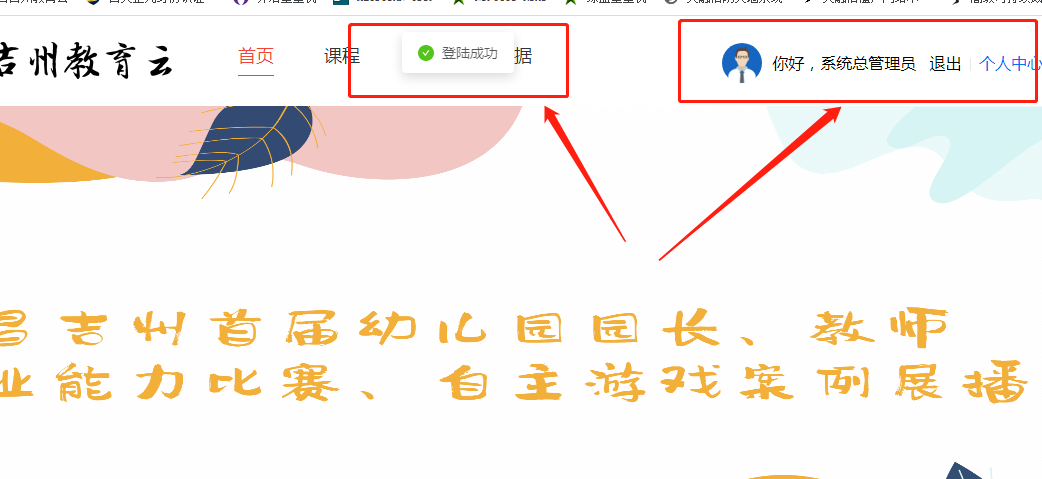 吉州教育云
首页
课程
登陆成功
据
你好，系统总管理员
退出
个人中心
昌吉州首届幼儿园园长、教师
业能力比赛、自主游戏案例展播